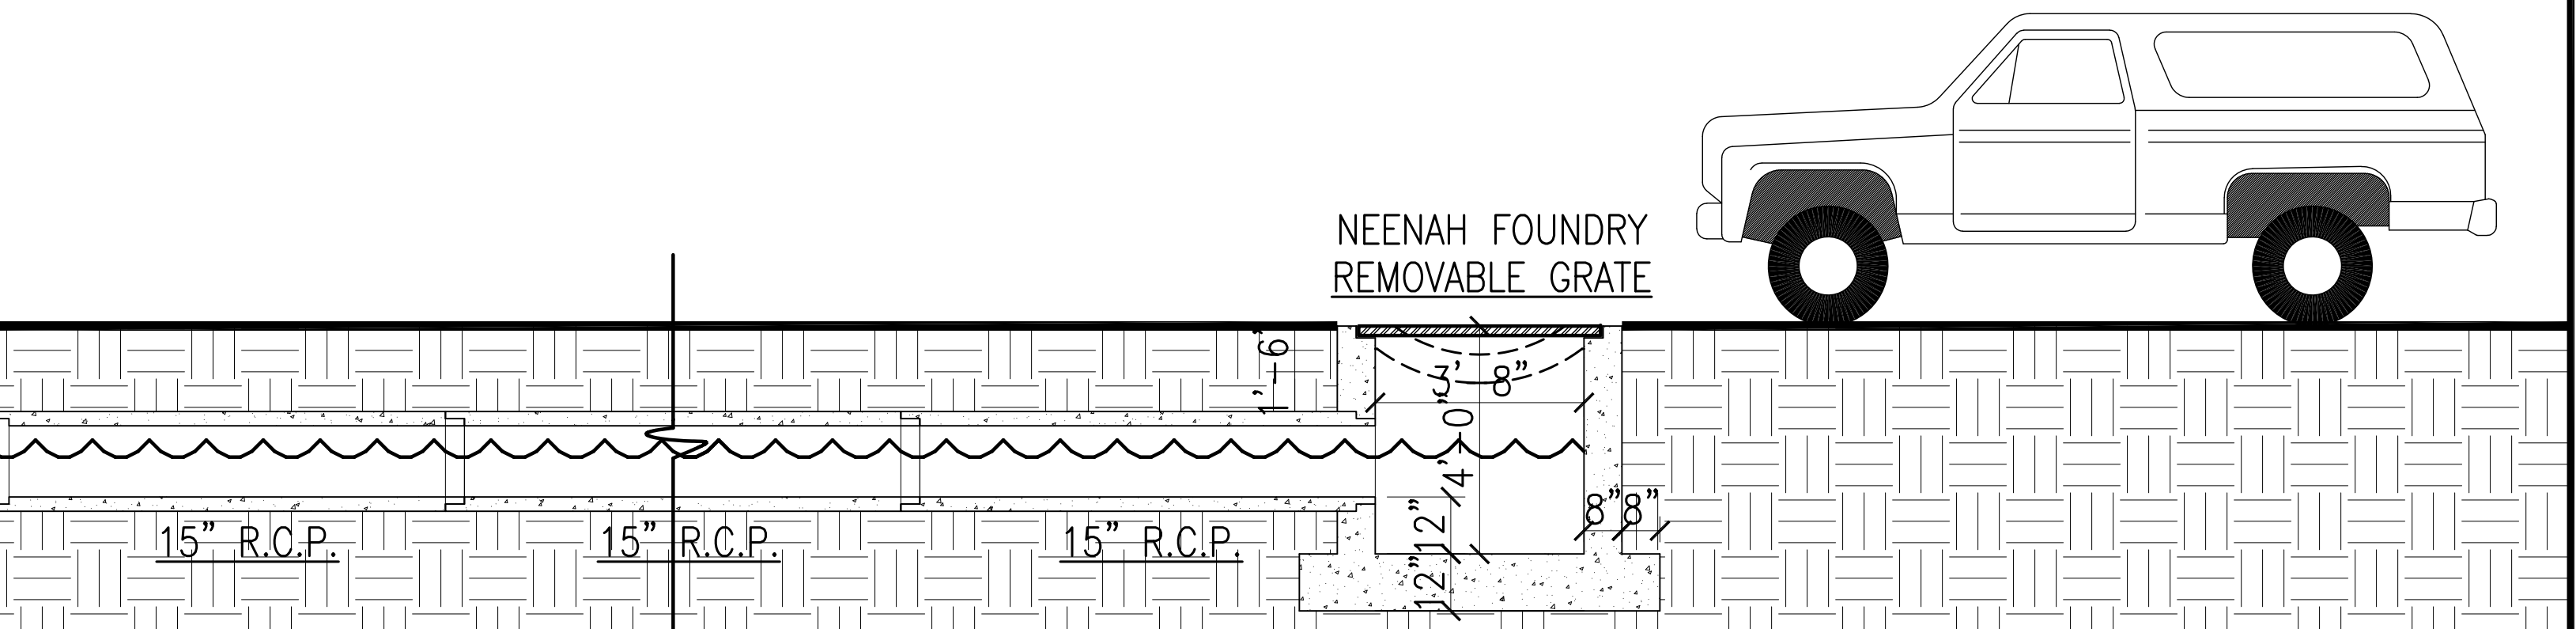 NEENAH FOUNDRY
REMOVABLE GRATE
1'-6"
3' 8"
4'-0"
8" 8"
12"
12"
15" R.C.P.
15" R.C.P.
15" R.C.P.